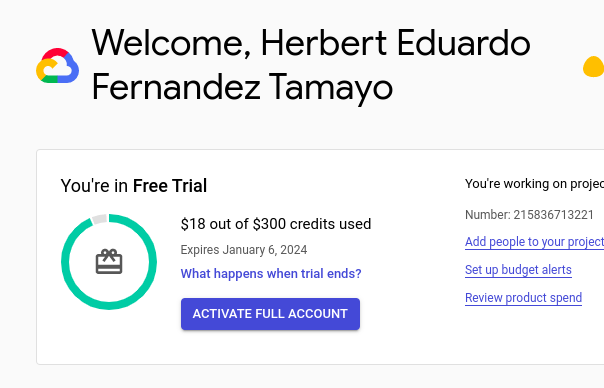 Welcome, Herbert Eduardo
Fernandez Tamayo
You're in Free Trial
$18 out of $300 credits used
Expires January 6, 2024
What happens when trial ends?
ACTIVATE FULL ACCOUNT
You're working on projec
Number: 215836713221
Add people to your project
Set up budget alerts
Review product spend